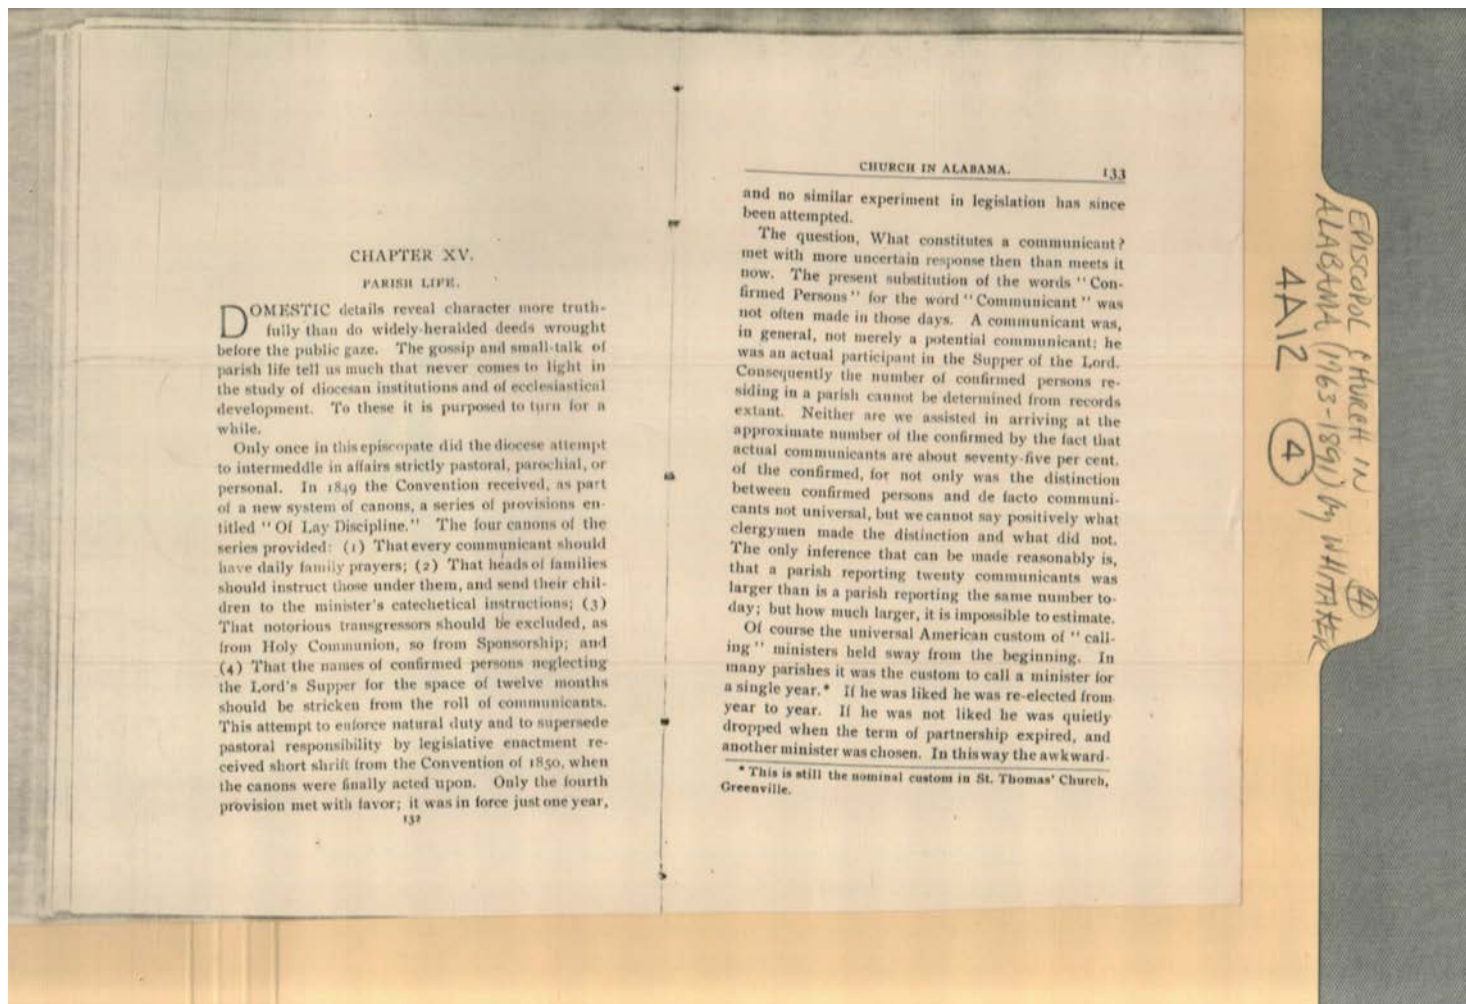 CHAPTER XV.
PARISH LIFE.
DOMESTIC details reveal character more truth-
fully than do widely-heralded deeds wrought
before the public gaze. The gossip and small-talk of
parish life tell us much that never comes to light in
the study of diocesan institutions and of ecclesiastical
development. To these it is purposed to turn for a
while.
Only once in this episcopate did the diocese attempt
to intermeddle in affairs strictly pastoral, parochial, or
personal. In 1849 the Convention received, as part
of a new system of canons, a series of provisions en-
titled "Of Lay Discipline." The four canons of the
series provided: (1) That every communicant should
have daily family prayers; (2) That heads of families
should instruct those under them, and send their chil-
dren to the minister's catechetical instructions; (3)
That notorious transgressors should be excluded, as
from Holy Communion, so from Sponsorship; and
(4) That the names of confirmed persons neglecting
the Lord's Supper for the space of twelve months
should be stricken from the roll of communicants.
This attempt to enforce natural duty and to supersede
pastoral responsibility by legislative enactment re-
ceived short shrift from the Convention of 1850, when
the canons were finally acted upon. Only the fourth
provision met with favor; it was in force just one year,
132
CHURCH IN ALABAMA. 133
and no similar experiment in legislation has since
been attempted.
The question, What constitutes a communicant?
met with more uncertain response then than meets it
now. The present substitution of the words "Con-
firmed Persons" for the word "Communicant" was
not often made in those days. A communicant was,
in general, not merely a potential communicant; he
was an actual participant in the Supper of the Lord.
Consequently the number of confirmed persons re-
siding in a parish cannot be determined from records
extant. Neither are we assisted in arriving at the
approximate number of the confirmed by the fact that
actual communicants are about seventy-five per cent.
of the confirmed, for not only was the distinction
between confirmed persons and de facto communi-
cants not universal, but we cannot say positively what
clergymen made the distinction and what did not.
The only inference that can be made reasonably is,
that a parish reporting twenty communicants was
larger than is a parish reporting the same number to-
day; but how much larger, it is impossible to estimate.
Of course the universal American custom of "call-
ing" ministers held sway from the beginning. In
many parishes it was the custom to call a minister for
a single year.* If he was liked he was re-elected from
year to year. If he was not liked he was quietly
dropped when the term of partnership expired, and
another minister was chosen. In this way the awkward-
* This is still the nominal custom in St. Thomas' Church,
Greenville.
EPISCOPOL CHURCH IN
ALABAMA (1763-1891) by WHITAKER
4A12 4